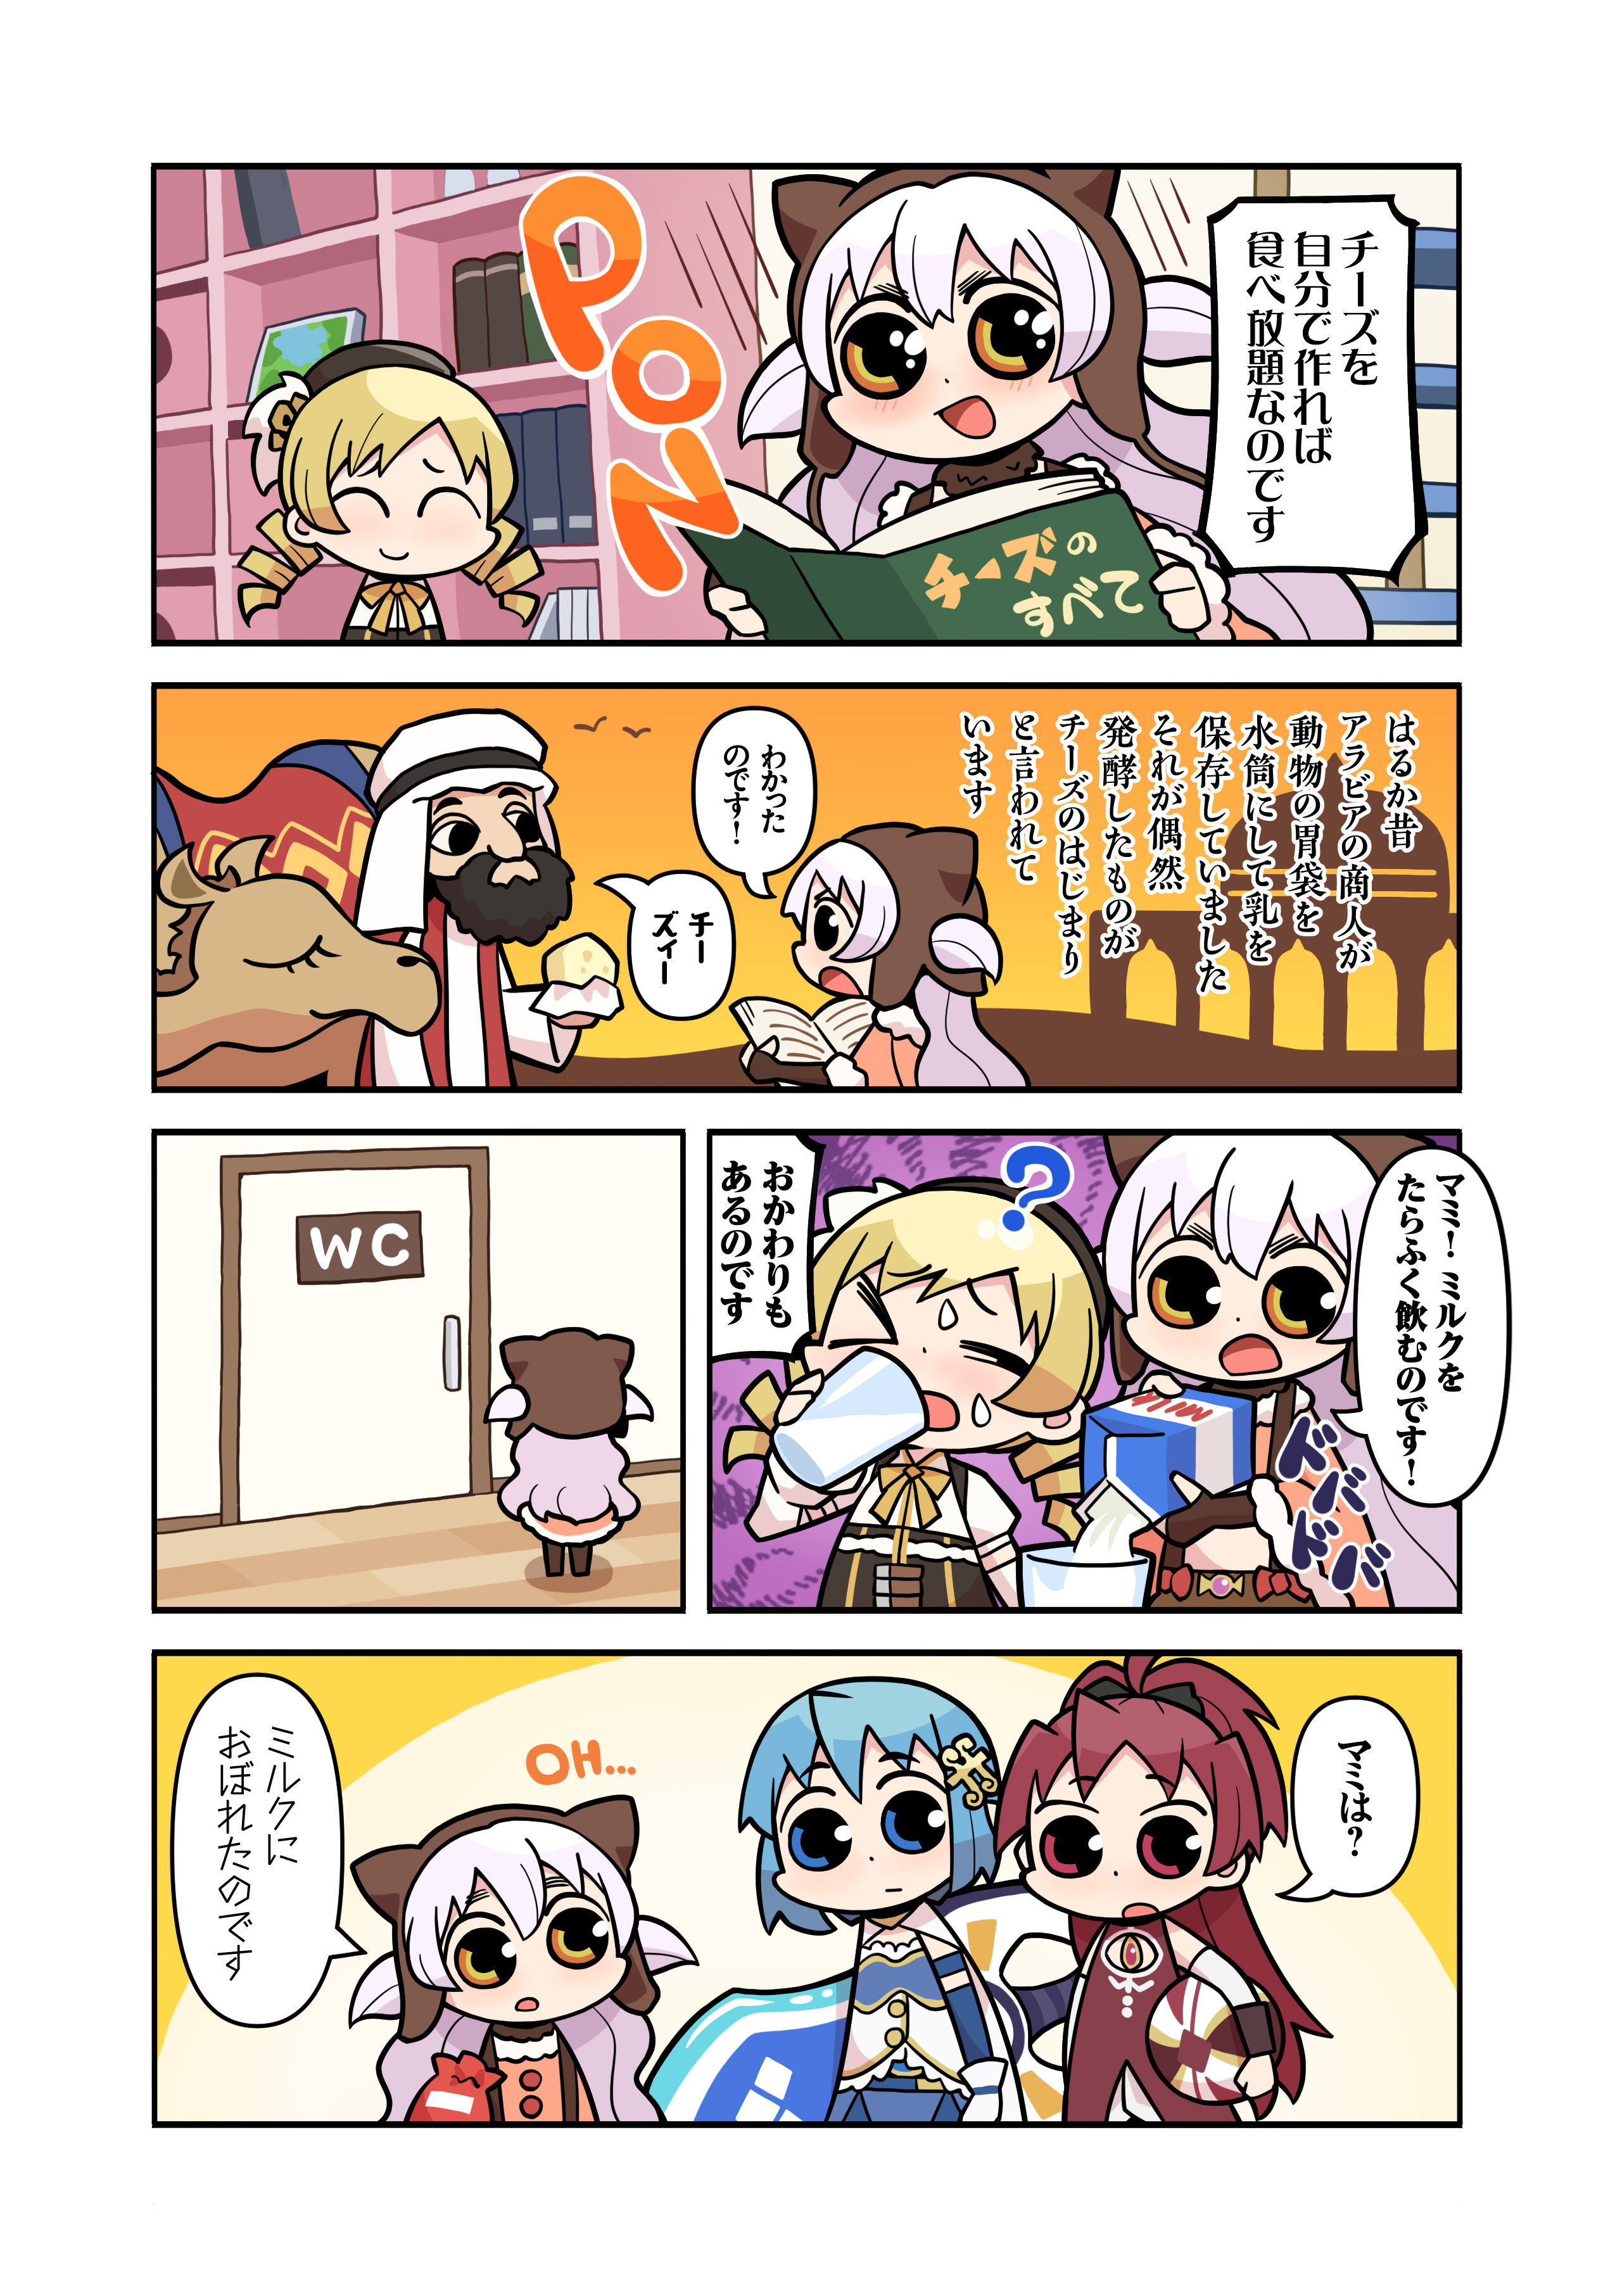 チーズを
自分で作れば
食べ放題なのです
PON
チーズの
すべて
はるか昔
アラビアの商人が
動物の胃袋を
水筒にして乳を
保存していました
それが偶然
発酵したものが
チーズのはじまり
と言われて
います
わかった
のです!
チー
ズィー
マミ!ミルクを
たらふく飲むのです!
?
MILK
ドバ
ドバ
おかわりも
あるのです
WC
マミは?
OH...
ミルクに
おぼれたのです